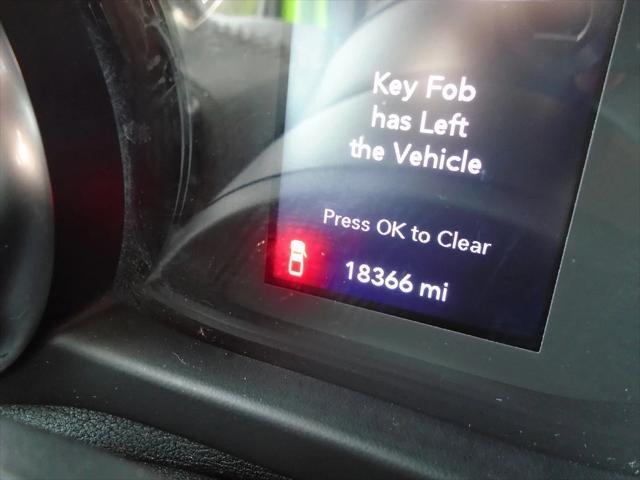 Key Fob
has Left
the Vehicle
Press OK to Clear
18366 mi